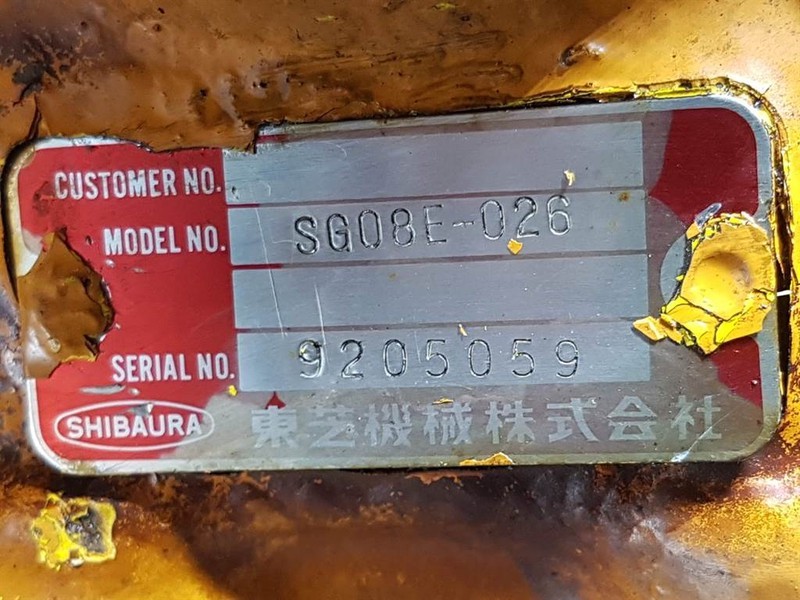 CUSTOMER NO.
MODEL NO. SG08E-026
SERIAL NO. 9205059
SHIBAURA 東芝機械株式会社